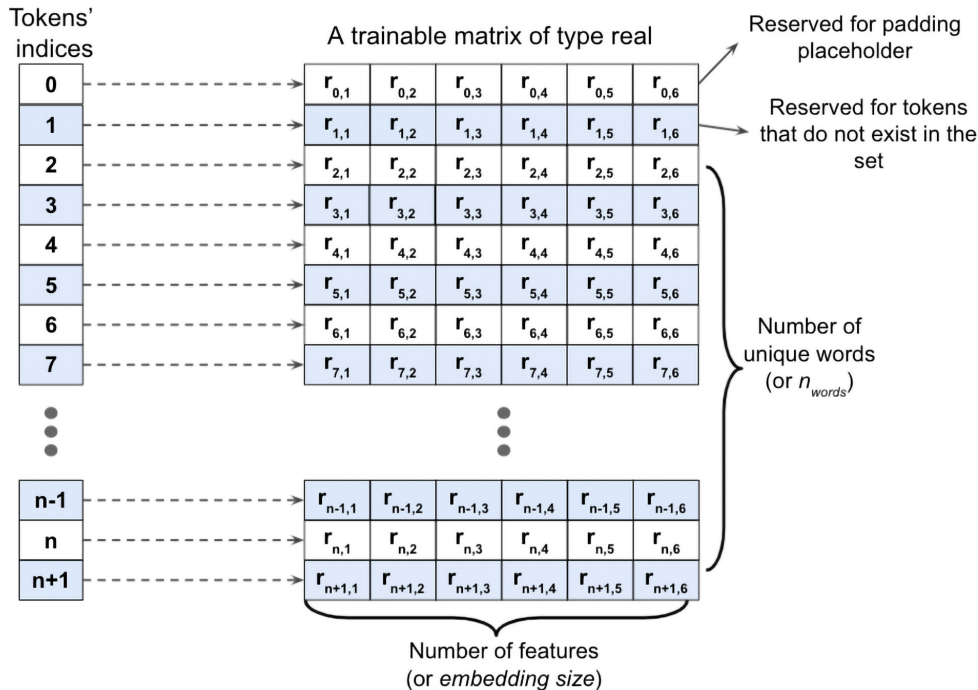 Tokens'
indices
A trainable matrix of type real
Reserved for padding
placeholder
0 r0,1 r0,2 r0,3 r0,4 r0,5 r0,6
Reserved for tokens
that do not exist in the
set
1 r1,1 r1,2 r1,3 r1,4 r1,5 r1,6
2 r2,1 r2,2 r2,3 r2,4 r2,5 r2,6
3 r3,1 r3,2 r3,3 r3,4 r3,5 r3,6
4 r4,1 r4,2 r4,3 r4,4 r4,5 r4,6
5 r5,1 r5,2 r5,3 r5,4 r5,5 r5,6
6 r6,1 r6,2 r6,3 r6,4 r6,5 r6,6
7 r7,1 r7,2 r7,3 r7,4 r7,5 r7,6
Number of
unique words
(or nwords)
n-1 rn-1,1 rn-1,2 rn-1,3 rn-1,4 rn-1,5 rn-1,6
n rn,1 rn,2 rn,3 rn,4 rn,5 rn,6
n+1 rn+1,1 rn+1,2 rn+1,3 rn+1,4 rn+1,5 rn+1,6
Number of features
(or embedding size)